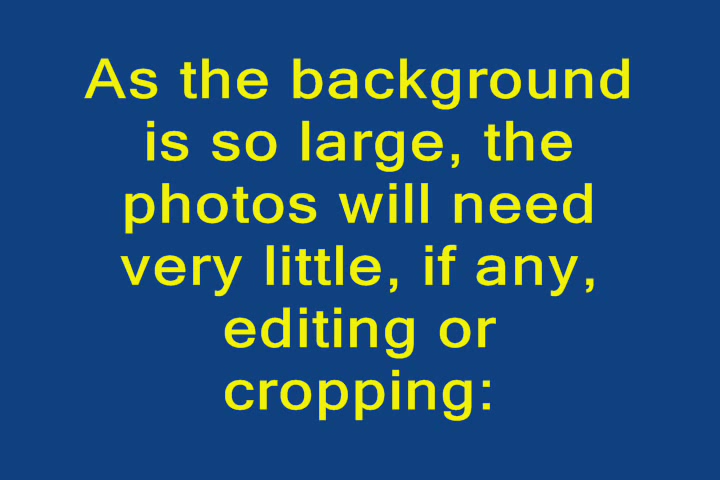 As the background
is so large, the
photos will need
very little, if any,
editing or
cropping: